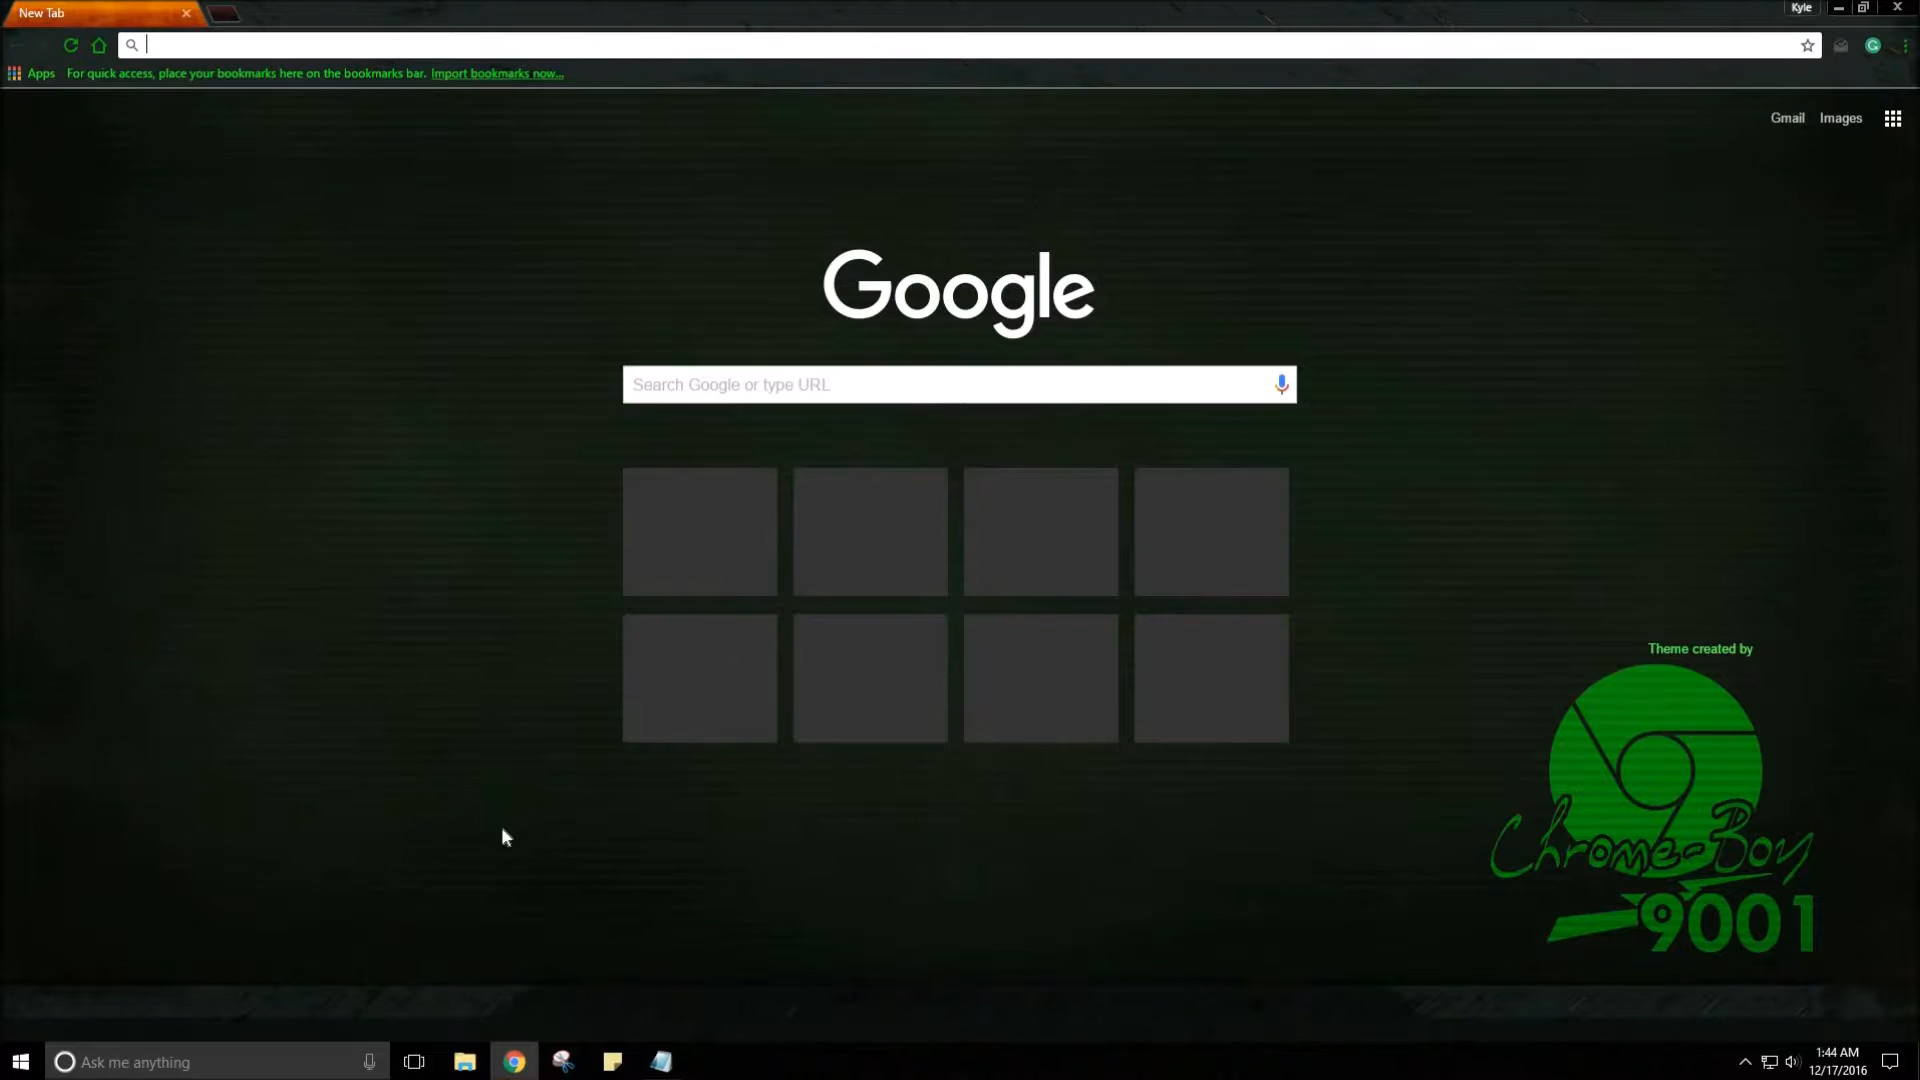 New Tab
Kyle
Apps For quick access, place your bookmarks here on the bookmarks bar. Import bookmarks now...
Gmail Images
Google
Search Google or type URL
Theme created by
Chrome-Boy
9001
Ask me anything
1:44 AM
12/17/2016